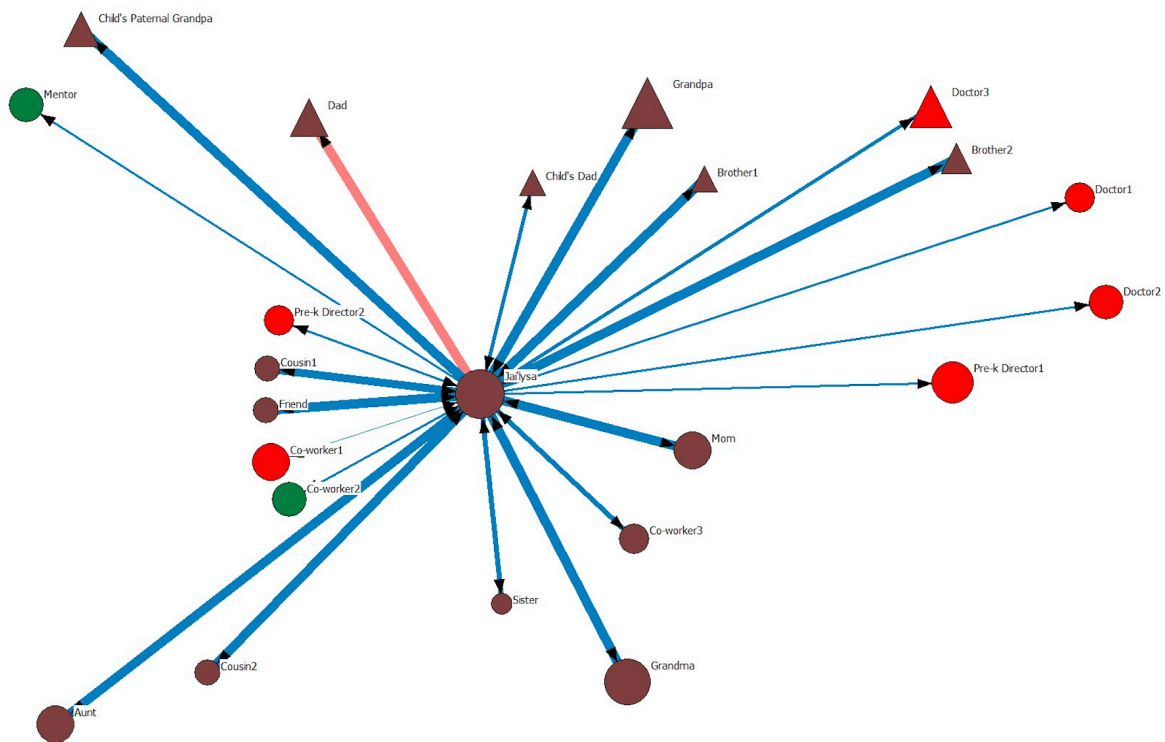 Child's Paternal Grandpa
Mentor
Dad
Grandpa
Doctor3
Brother2
Child's Dad
Brother1
Doctor1
Doctor2
Pre-k Director2
Cousin1
Jailysa
Pre-k Director1
Friend
Co-worker1
Mom
Co-worker2
Co-worker3
Sister
Cousin2
Grandma
Aunt